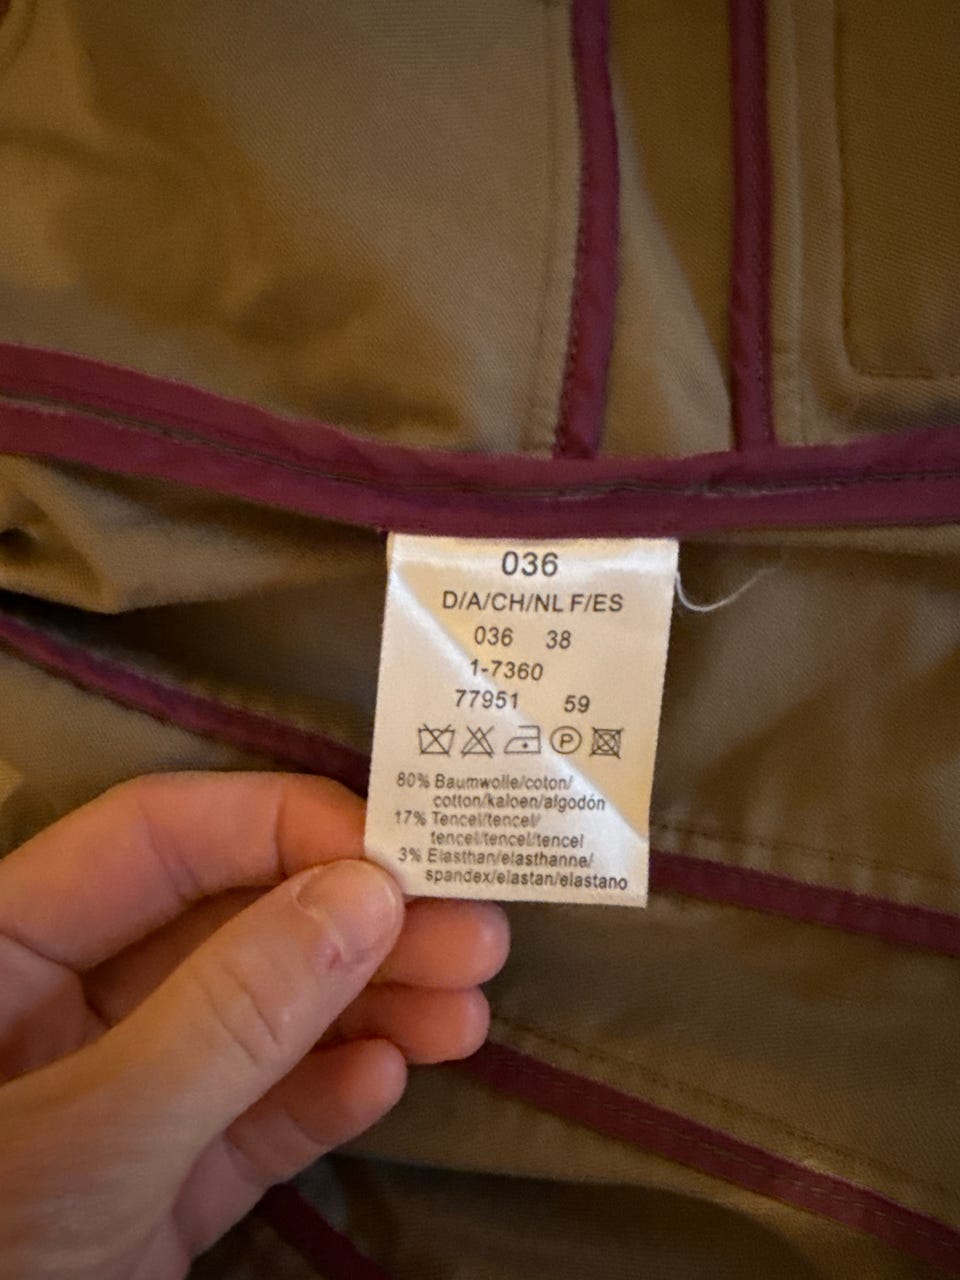 036
D/A/CH/NL F/ES
036 38
1-7360
77951 59
P
80% Baumwolle/coton/
cotton/kaloen/algodón
17% Tencel/tencel/
tencel/tencel/tencel
3% Elasthan/elasthanne/
spandex/elastan/elastano